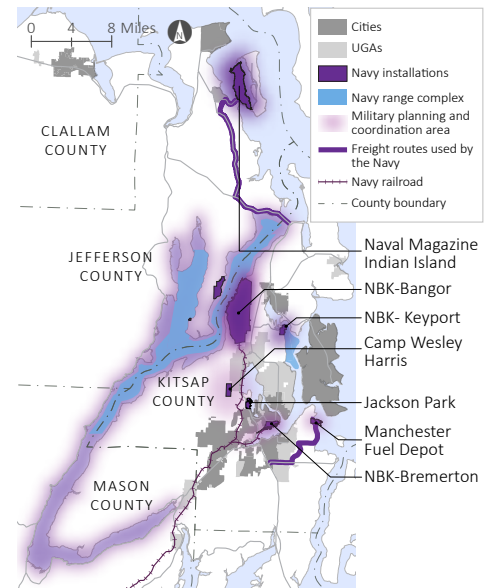 0 4 8 Miles
N
Cities
UGAs
Navy installations
Navy range complex
Military planning and
coordination area
Freight routes used by
the Navy
Navy railroad
County boundary
CLALLAM
COUNTY
JEFFERSON
COUNTY
KITSAP
COUNTY
MASON
COUNTY
Naval Magazine
Indian Island
NBK-Bangor
NBK- Keyport
Camp Wesley
Harris
Jackson Park
Manchester
Fuel Depot
NBK-Bremerton